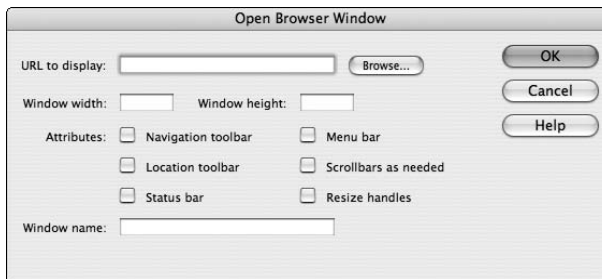 Open Browser Window
URL to display:
Browse...
OK
Window width:
Window height:
Cancel
Attributes:
Navigation toolbar
Menu bar
Help
Location toolbar
Scrollbars as needed
Status bar
Resize handles
Window name: